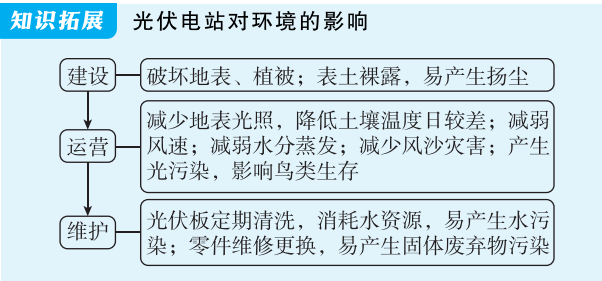 知识拓展 光伏电站对环境的影响
建设
破坏地表、植被；表土裸露，易产生扬尘
运营
减少地表光照，降低土壤温度日较差；减弱
风速；减弱水分蒸发；减少风沙灾害；产生
光污染，影响鸟类生存
维护
光伏板定期清洗，消耗水资源，易产生水污
染；零件维修更换，易产生固体废弃物污染